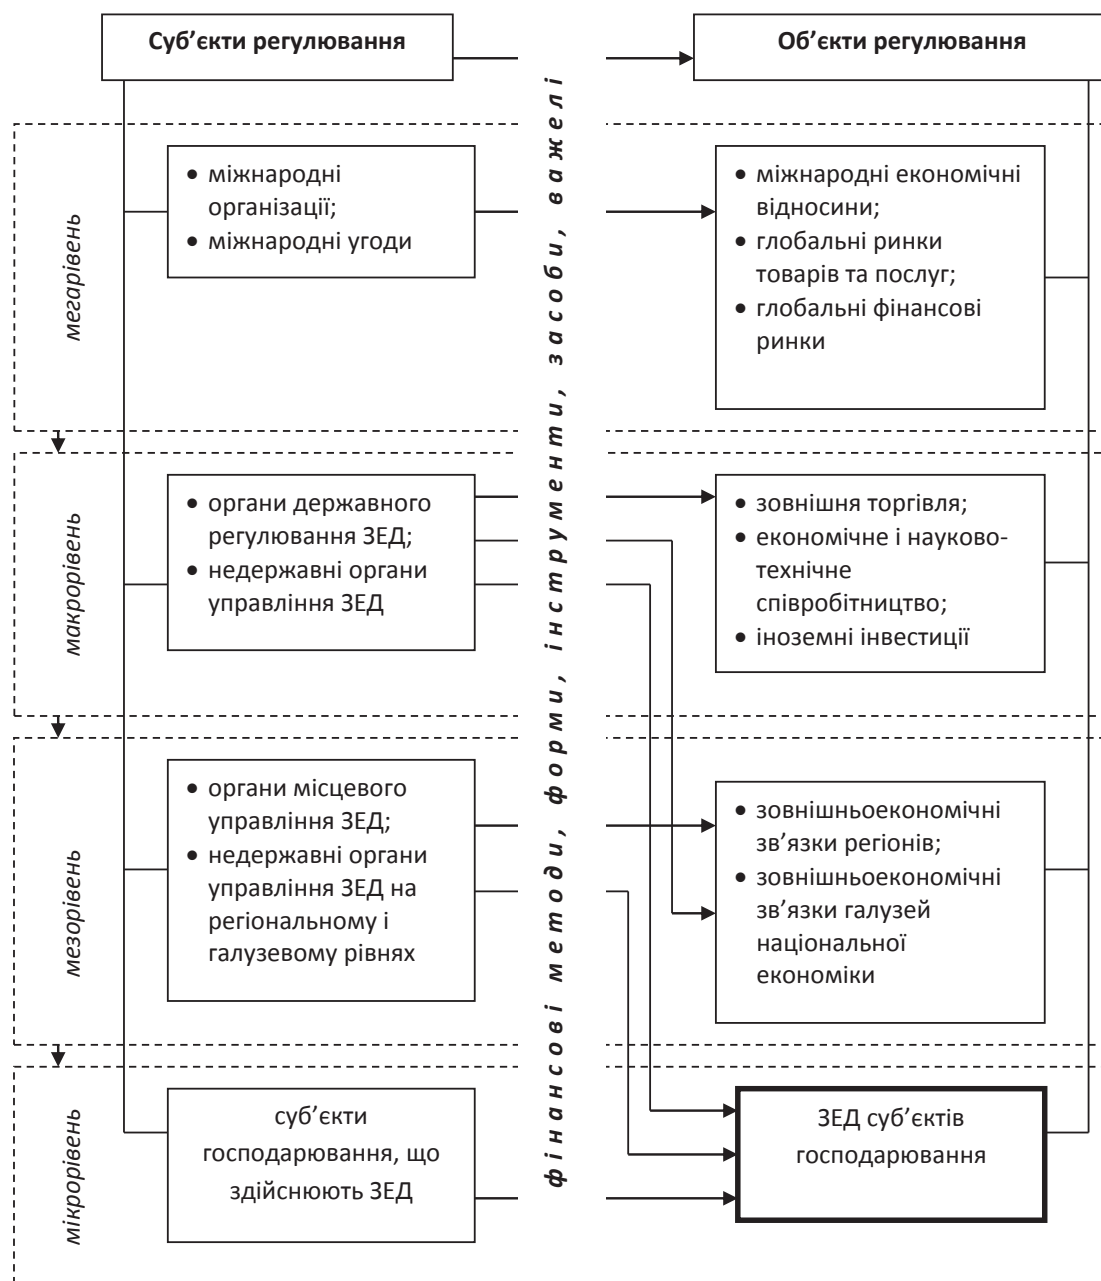 Суб’єкти регулювання
Об’єкти регулювання
фінансові методи, форми, інструменти, засоби, важелі
мегарівень
• міжнародні
організації;
• міжнародні угоди
• міжнародні економічні
відносини;
• глобальні ринки
товарів та послуг;
• глобальні фінансові
ринки
макрорівень
• органи державного
регулювання ЗЕД;
• недержавні органи
управління ЗЕД
• зовнішня торгівля;
• економічне і науково-
технічне
співробітництво;
• іноземні інвестиції
мезорівень
• органи місцевого
управління ЗЕД;
• недержавні органи
управління ЗЕД на
регіональному і
галузевому рівнях
• зовнішньоекономічні
зв’язки регіонів;
• зовнішньоекономічні
зв’язки галузей
національної
економіки
мікрорівень
суб’єкти
господарювання, що
здійснюють ЗЕД
ЗЕД суб’єктів
господарювання